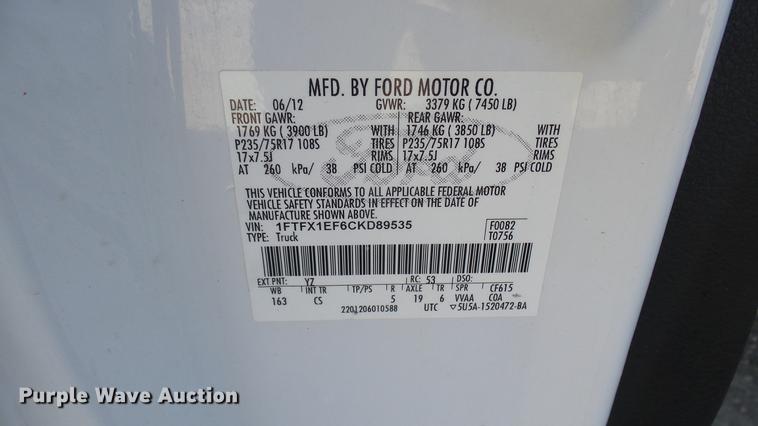 MFD. BY FORD MOTOR CO.
DATE: 06/12 GVWR: 3379 KG ( 7450 LB)
FRONT GAWR: REAR GAWR:
1769 KG ( 3900 LB) WITH 1746 KG ( 3850 LB) WITH
P235/75R17 108S TIRES P235/75R17 108S TIRES
17x7.5J RIMS 17x7.5J RIMS
AT 260 kPa/ 38 PSI COLD AT 260 kPa/ 38 PSI COLD
Ford
THIS VEHICLE CONFORMS TO ALL APPLICABLE FEDERAL MOTOR
VEHICLE SAFETY STANDARDS IN EFFECT ON THE DATE OF
MANUFACTURE SHOWN ABOVE.
VIN: 1FTFX1EF6CKD89535 F0082
TYPE: Truck T0756
EXT PNT: YZ RC: 53 DSO:
WB INT TR TP/PS R AXLE TR SPR CF615
163 CS 5 19 6 VVAA COA
2201206010588 UTC ▽5U5A-1520472-BA
Purple Wave Auction